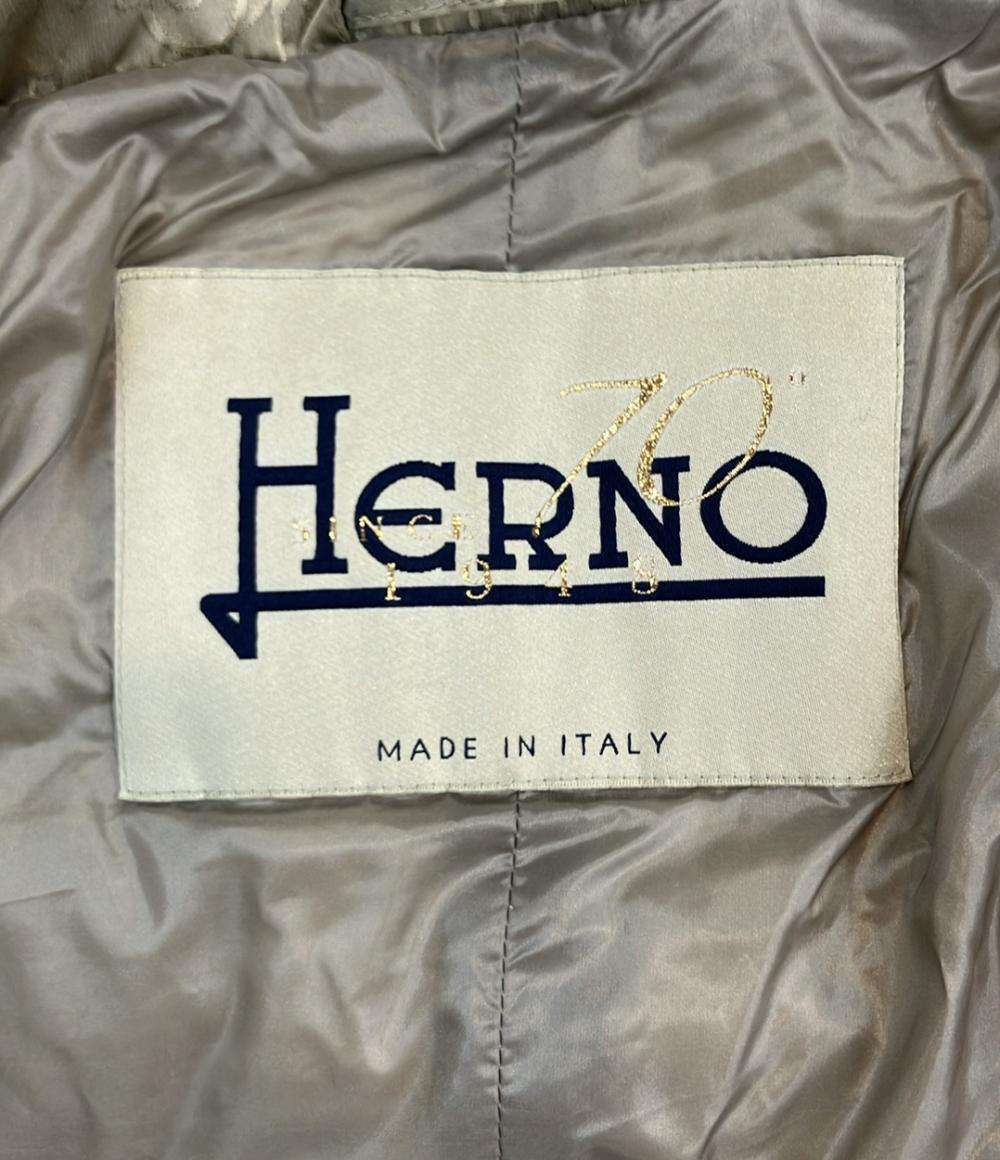 70°
HERNO
SINCE
1948
MADE IN ITALY